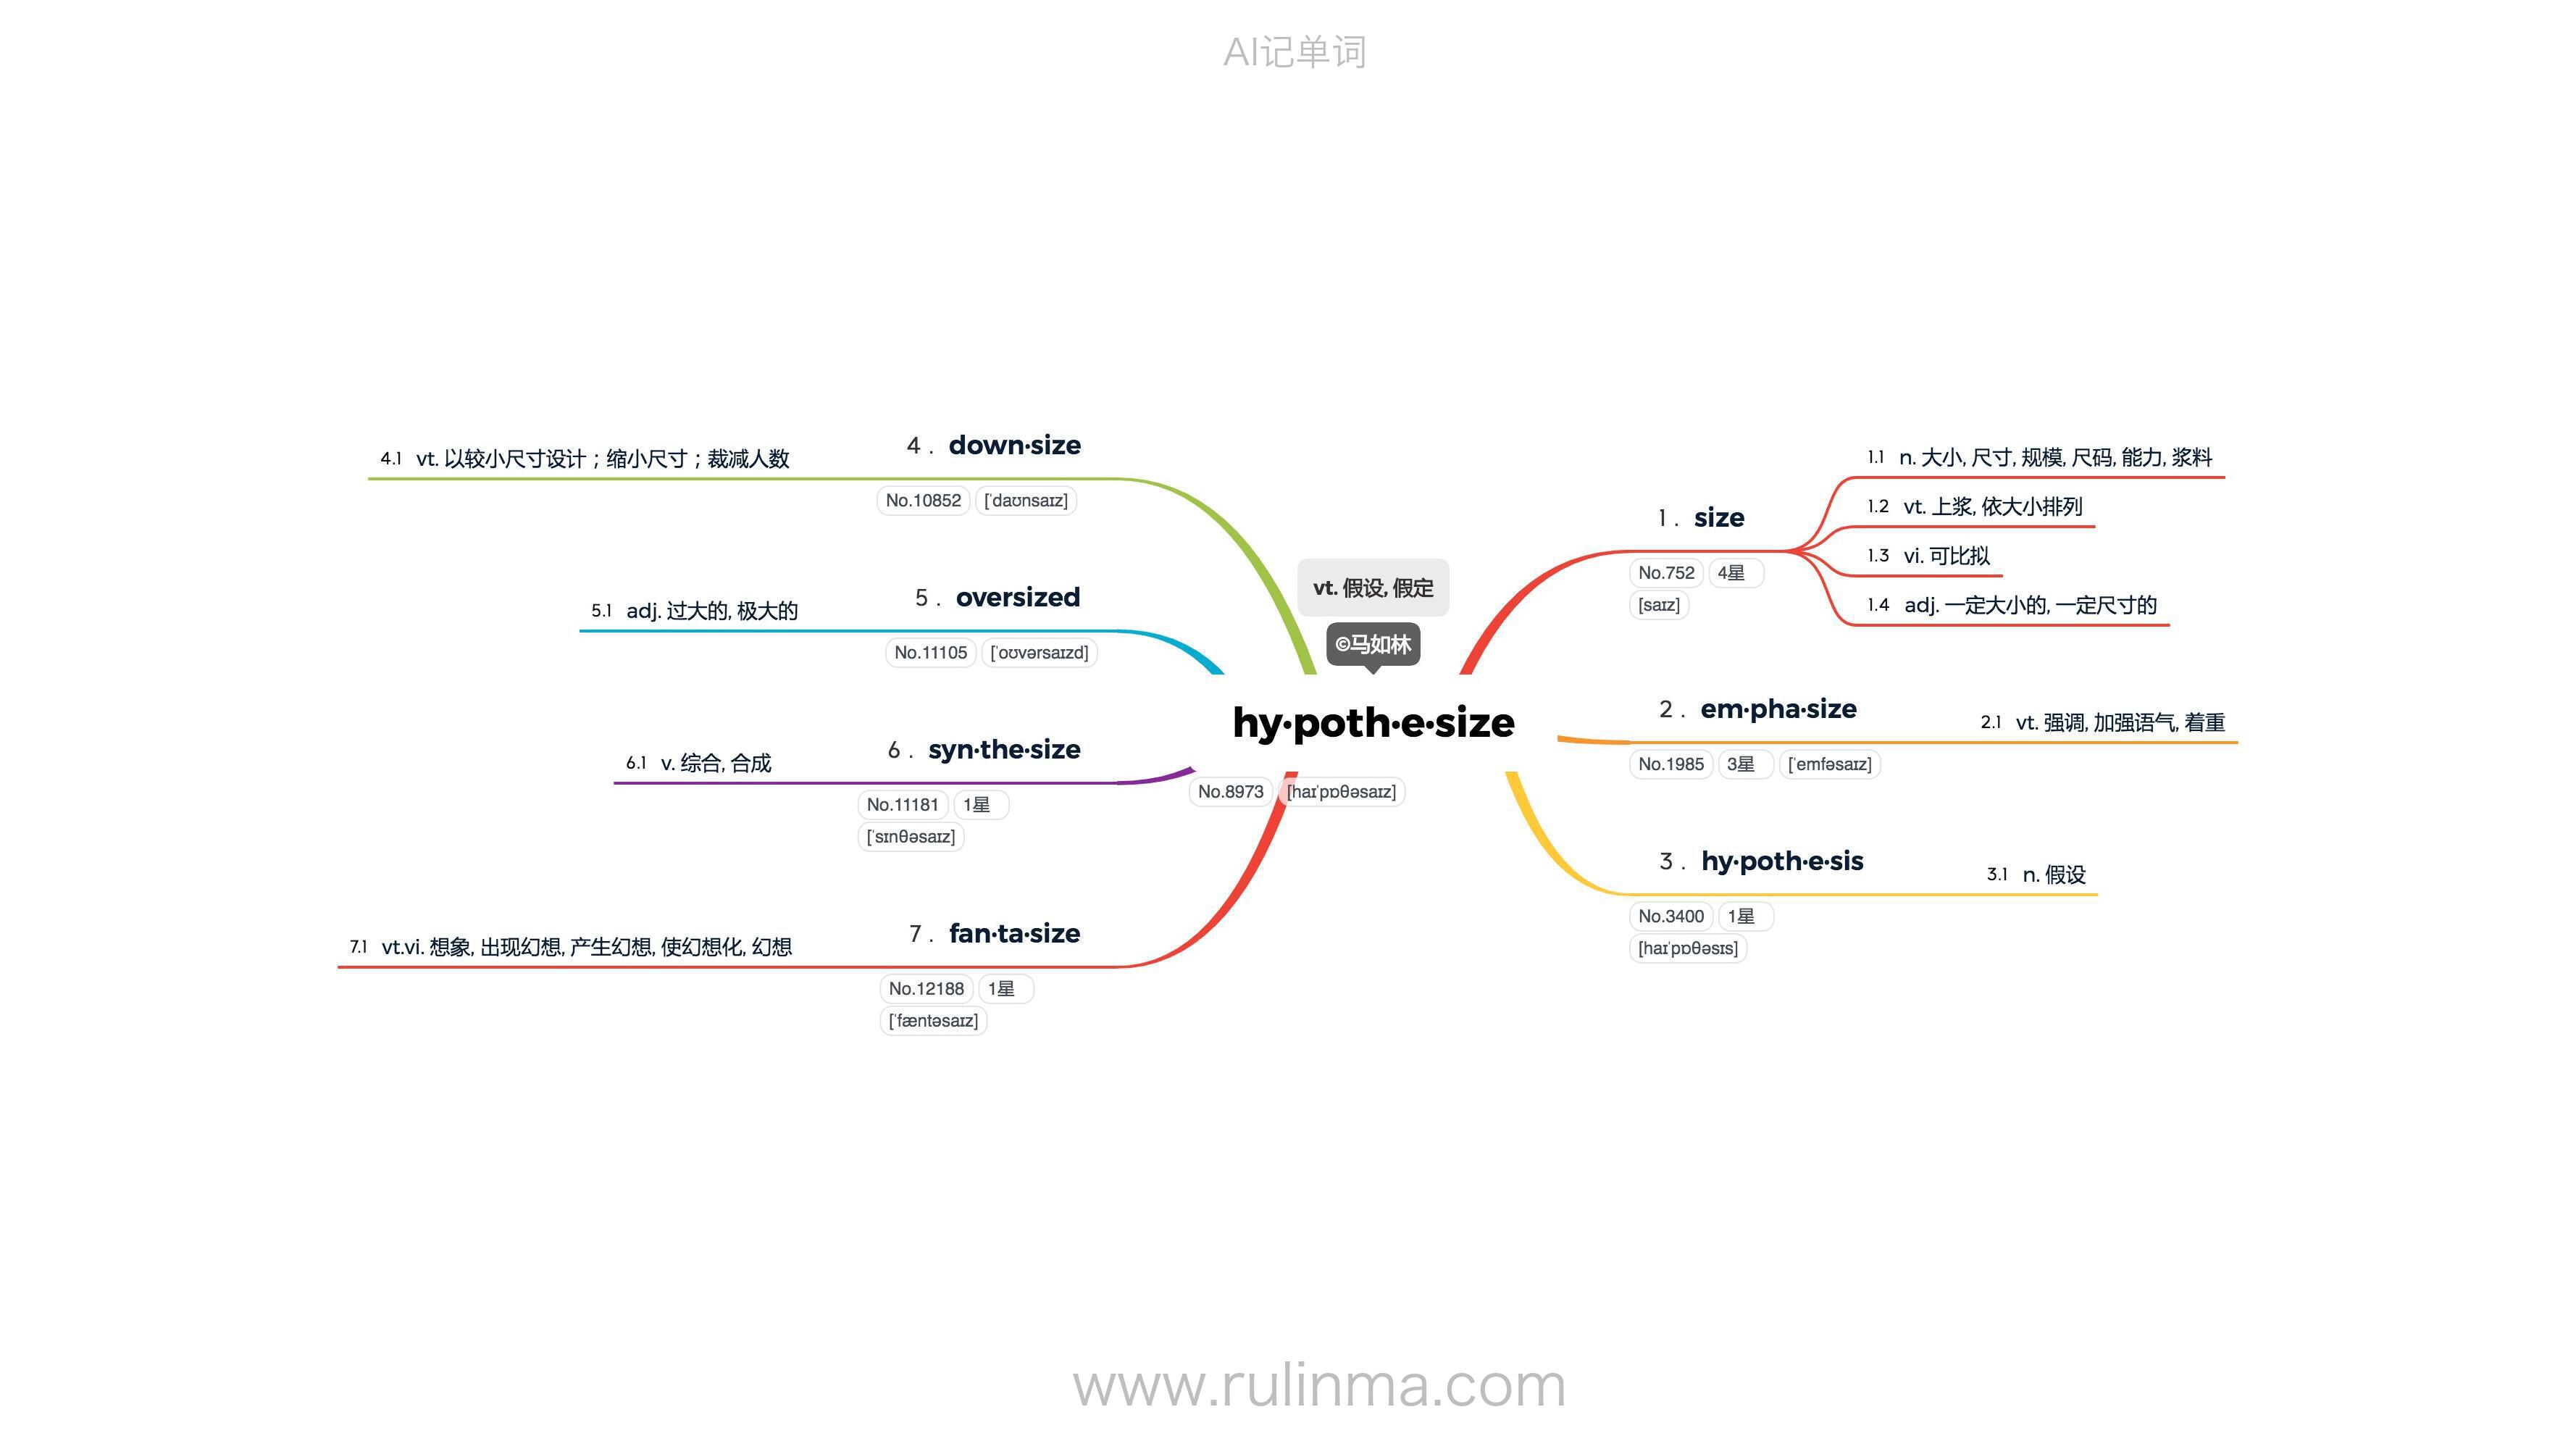 AI记单词
vt. 假设, 假定
©马如林
hy·poth·e·size
No.8973 [haɪˈpɒθəsaɪz]
1. size
No.752 4星
[saɪz]
1.1 n. 大小, 尺寸, 规模, 尺码, 能力, 浆料
1.2 vt. 上浆, 依大小排列
1.3 vi. 可比拟
1.4 adj. 一定大小的, 一定尺寸的
2. em·pha·size
No.1985 3星 [ˈemfəsaɪz]
2.1 vt. 强调, 加强语气, 着重
3. hy·poth·e·sis
No.3400 1星
[haɪˈpɒθəsɪs]
3.1 n. 假设
4. down·size
No.10852 [ˈdaʊnsaɪz]
4.1 vt. 以较小尺寸设计；缩小尺寸；裁减人数
5. oversized
No.11105 [ˈoʊvərsaɪzd]
5.1 adj. 过大的, 极大的
6. syn·the·size
No.11181 1星
[ˈsɪnθəsaɪz]
6.1 v. 综合, 合成
7. fan·ta·size
No.12188 1星
[ˈfæntəsaɪz]
7.1 vt.vi. 想象, 出现幻想, 产生幻想, 使幻想化, 幻想
www.rulinma.com